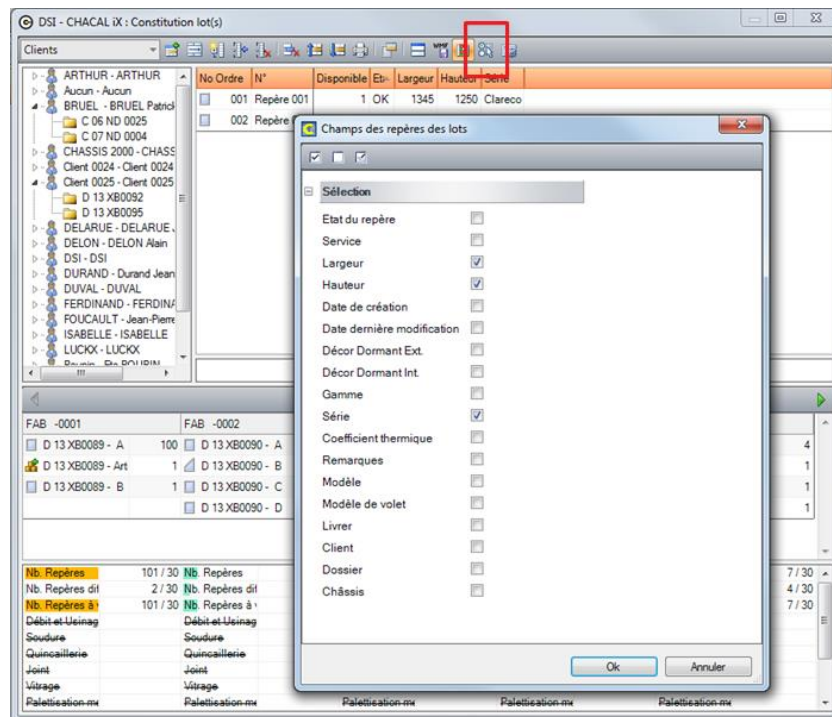 DSI - CHACAL iX : Constitution lot(s)
Clients
ARTHUR - ARTHUR
Aucun - Aucun
BRUEL - BRUEL Patrick
C 06 ND 0025
C 07 ND 0004
CHASSIS 2000 - CHASS
Client 0024 - Client 0024
Client 0025 - Client 0025
D 13 XB0092
D 13 XB0095
DELARUE - DELARUE
DELON - DELON Alain
DSI - DSI
DURAND - Durand Jean
DUVAL - DUVAL
FERDINAND - FERDINA
FOUCAULT - Jean-Pierre
ISABELLE - ISABELLE
LUCKX - LUCKX
No Ordre N° Disponible Largeur Hauteur Série
001 Repère 001 1 OK 1345 1250 Clareco
002 Repère
Champs des repères des lots
Sélection
Etat du repère
Service
Largeur
Hauteur
Date de création
Date dernière modification
Décor Dormant Ext.
Décor Dormant Int.
Gamme
Série
Coefficient thermique
Remarques
Modèle
Modèle de volet
Livrer
Client
Dossier
Châssis
Ok Annuler
FAB -0001 FAB -0002
D 13 XB0089 - A 100 D 13 XB0090 - A 4
D 13 XB0089 - Art 1 D 13 XB0090 - B 1
D 13 XB0089 - B 1 D 13 XB0090 - C 1
D 13 XB0090 - D 1
Nb. Repères 101 / 30 Nb. Repères 7 / 30
Nb. Repères dif 2 / 30 Nb. Repères dif 4 / 30
Nb. Repères à 101 / 30 Nb. Repères à 7 / 30
Débit et Usinag Débit et Usinag
Soudure Soudure
Quincaillerie Quincaillerie
Joint Joint
Vitrage Vitrage
Palettisation me Palettisation me Palettisation me Palettisation me Palettisation me